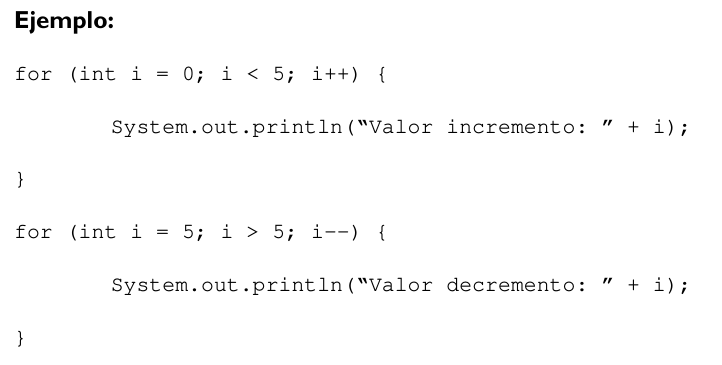 Ejemplo:
for (int i = 0; i < 5; i++) {
System.out.println(“Valor incremento: ” + i);
}
for (int i = 5; i > 5; i--) {
System.out.println(“Valor decremento: ” + i);
}